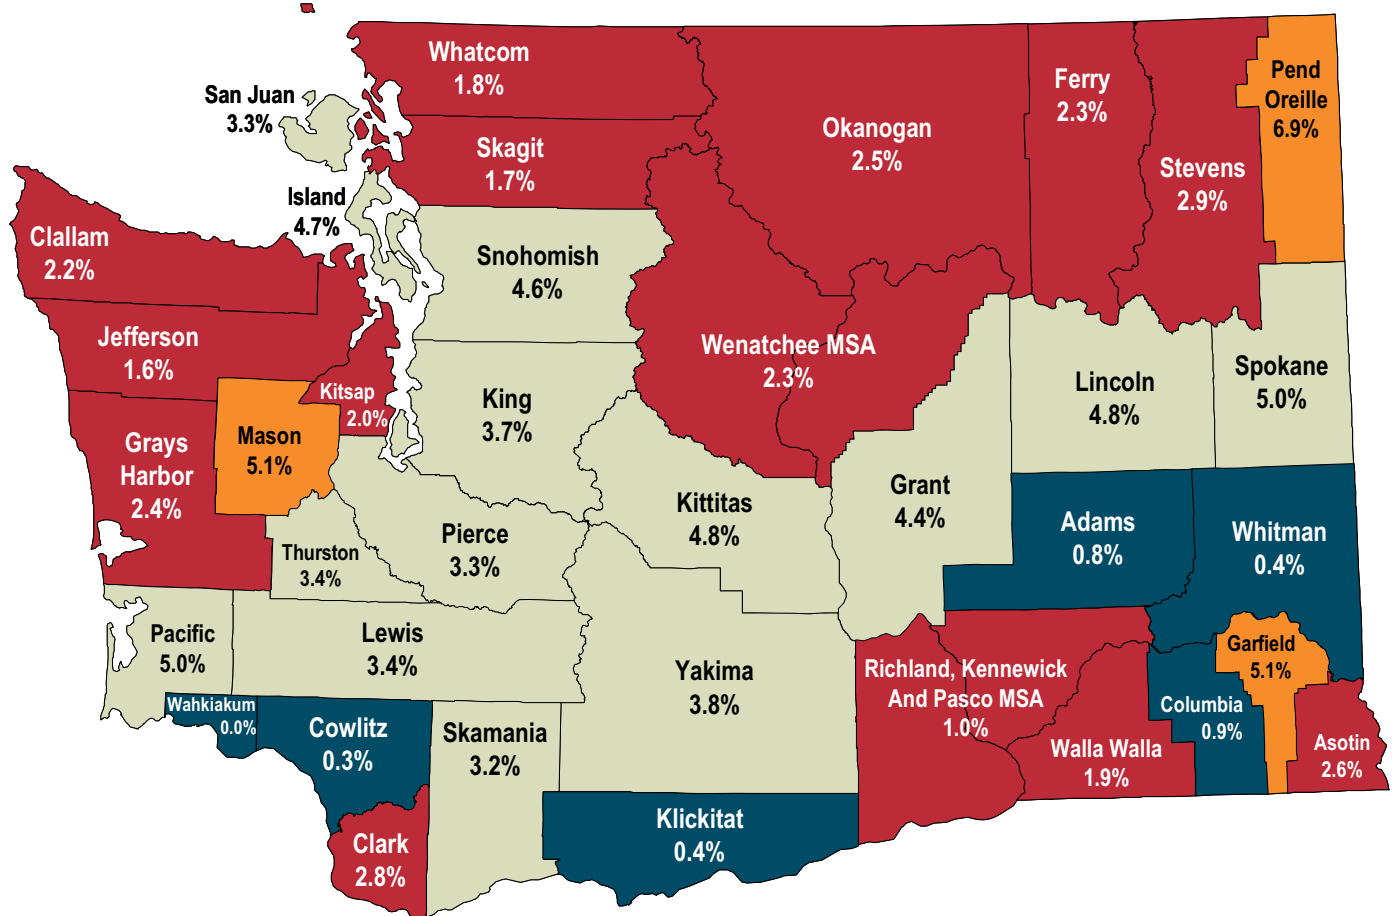 Whatcom
1.8%
San Juan
3.3%
Skagit
1.7%
Okanogan
2.5%
Ferry
2.3%
Stevens
2.9%
Pend
Oreille
6.9%
Island
4.7%
Clallam
2.2%
Snohomish
4.6%
Jefferson
1.6%
Kitsap
2.0%
Wenatchee MSA
2.3%
King
3.7%
Lincoln
4.8%
Spokane
5.0%
Grays
Harbor
2.4%
Mason
5.1%
Kittitas
4.8%
Grant
4.4%
Adams
0.8%
Whitman
0.4%
Thurston
3.4%
Pierce
3.3%
Pacific
5.0%
Lewis
3.4%
Yakima
3.8%
Richland, Kennewick
And Pasco MSA
1.0%
Garfield
5.1%
Wahkiakum
0.0%
Cowlitz
0.3%
Skamania
3.2%
Walla Walla
1.9%
Columbia
0.9%
Asotin
2.6%
Clark
2.8%
Klickitat
0.4%